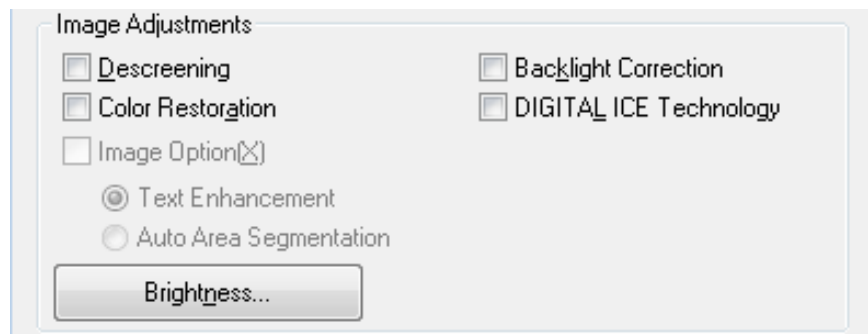 Image Adjustments
Descreening
Backlight Correction
Color Restoration
DIGITAL ICE Technology
Image Option(X)
Text Enhancement
Auto Area Segmentation
Brightness...